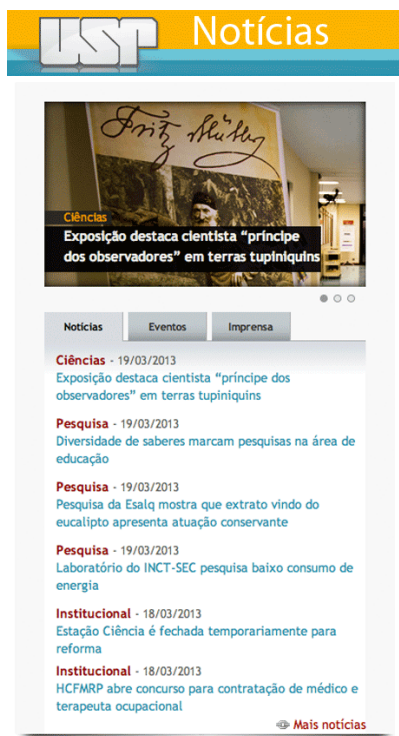 USP Notícias
Fritz Müller
Ciências
Exposição destaca cientista “príncipe
dos observadores” em terras tupiniquins
Notícias Eventos Imprensa
Ciências - 19/03/2013
Exposição destaca cientista “príncipe dos
observadores” em terras tupiniquins
Pesquisa - 19/03/2013
Diversidade de saberes marcam pesquisas na área de
educação
Pesquisa - 19/03/2013
Pesquisa da Esalq mostra que extrato vindo do
eucalipto apresenta atuação conservante
Pesquisa - 19/03/2013
Laboratório do INCT-SEC pesquisa baixo consumo de
energia
Institucional - 18/03/2013
Estação Ciência é fechada temporariamente para
reforma
Institucional - 18/03/2013
HCFMRP abre concurso para contratação de médico e
terapeuta ocupacional
Mais notícias